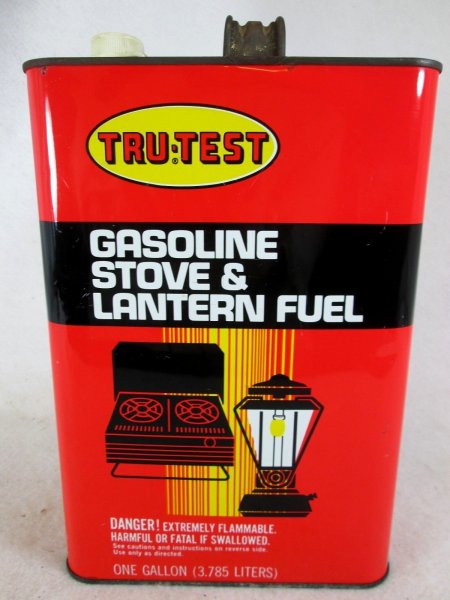 TRU-TEST
®
GASOLINE
STOVE &
LANTERN FUEL
DANGER! EXTREMELY FLAMMABLE.
HARMFUL OR FATAL IF SWALLOWED.
See cautions and instructions on reverse side.
Use only as directed.
ONE GALLON (3.785 LITERS)